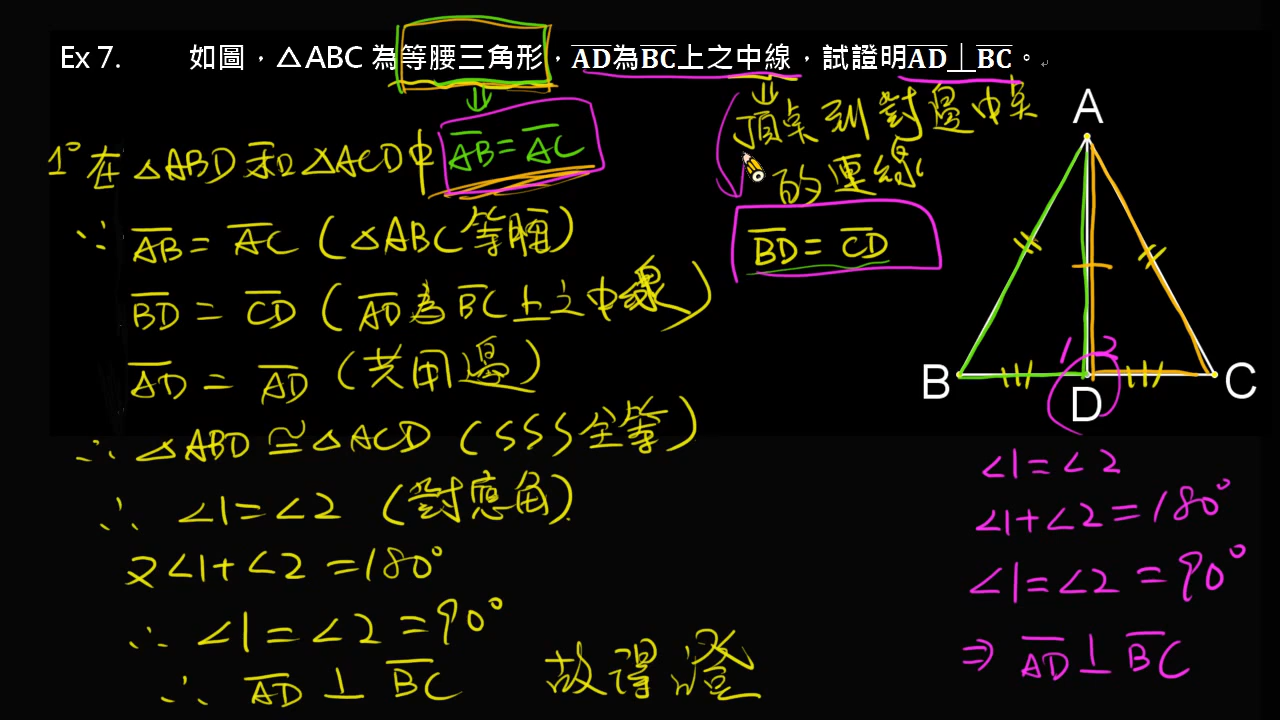 Ex 7. 如圖，△ABC 為等腰三角形，AD為BC上之中線，試證明AD⊥BC。
⇓
⇓
頂點到對邊中點
的連線
AB=AC
1° 在△ABD和△ACD中
∵ AB=AC (△ABC等腰)
BD=CD
BD=CD (AD為BC上之中線)
AD=AD (共用邊)
∴ △ABD≅△ACD (SSS全等)
∴ ∠1=∠2 (對應角)
又∠1+∠2=180°
∴ ∠1=∠2=90°
∴ AD⊥BC 故得證
A
1 2
B
D
C
∠1=∠2
∠1+∠2=180°
∠1=∠2=90°
⇒ AD⊥BC